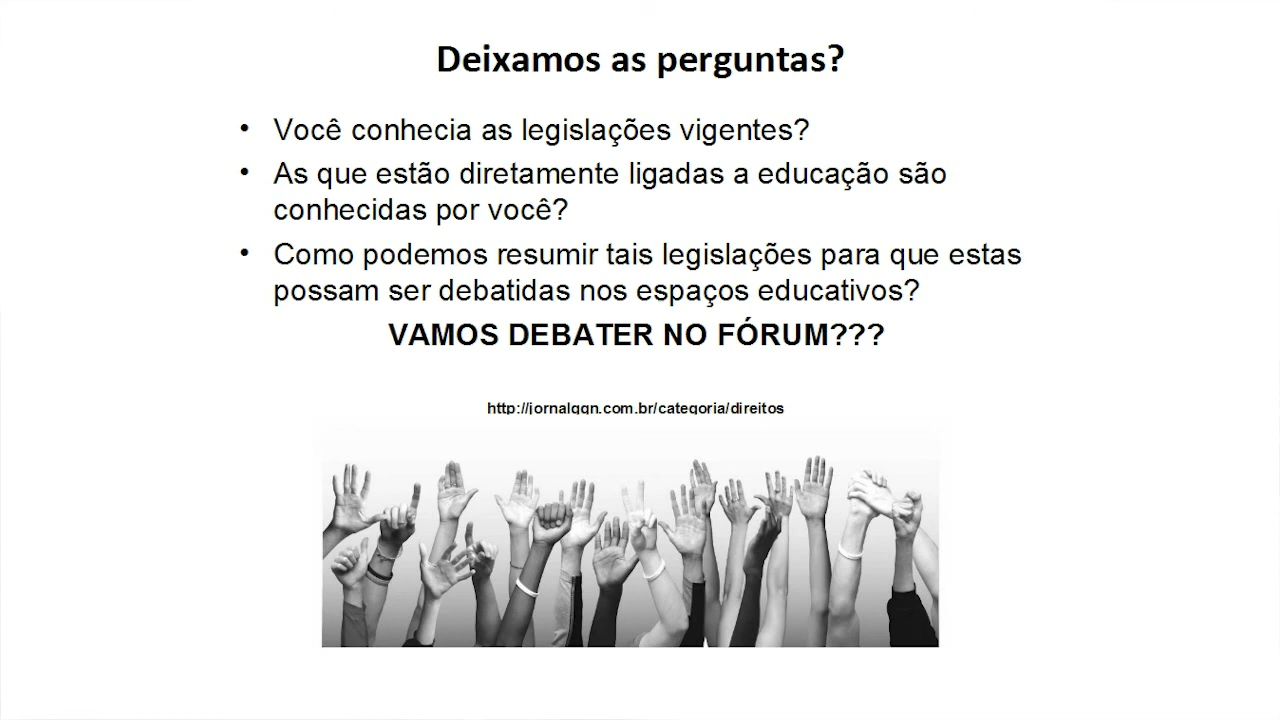 Deixamos as perguntas?
• Você conhecia as legislações vigentes?
• As que estão diretamente ligadas a educação são
conhecidas por você?
• Como podemos resumir tais legislações para que estas
possam ser debatidas nos espaços educativos?
VAMOS DEBATER NO FÓRUM???
http://jornalggn.com.br/categoria/direitos